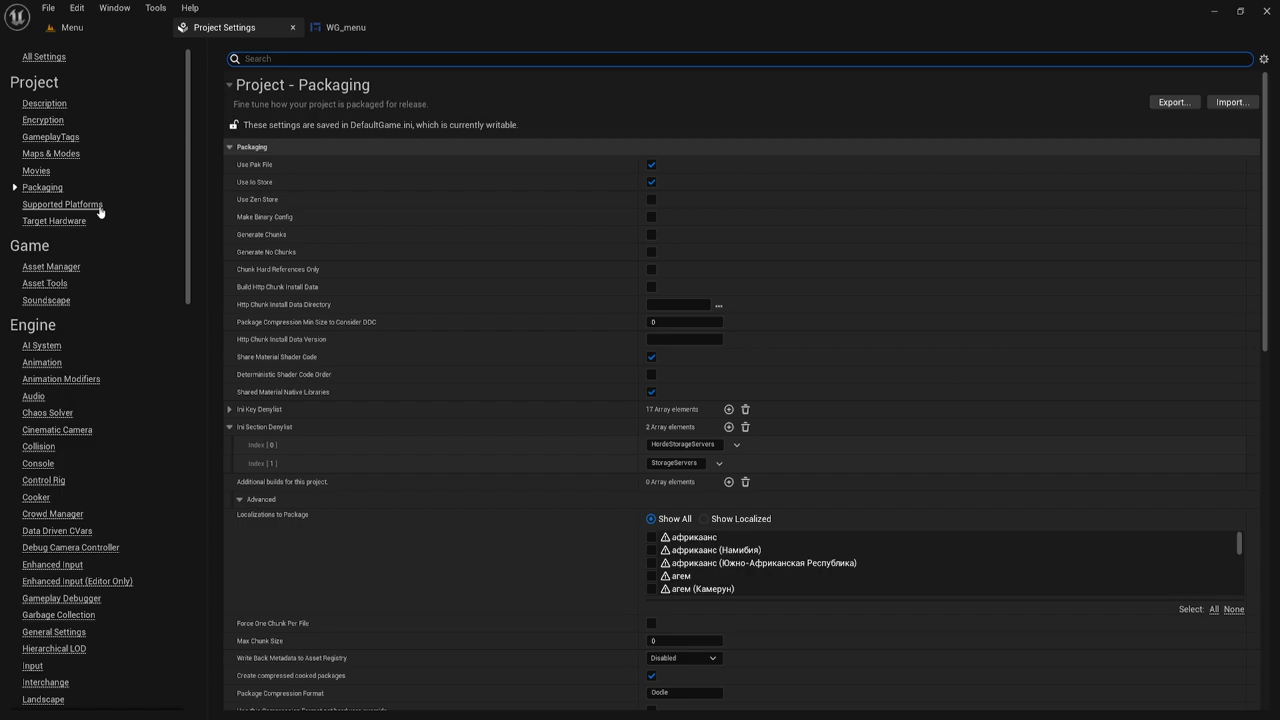 File Edit Window Tools Help
Menu
Project Settings
WG_menu
All Settings
Project
Description
Encryption
GameplayTags
Maps & Modes
Movies
Packaging
Supported Platforms
Target Hardware
Game
Asset Manager
Asset Tools
Soundscape
Engine
AI System
Animation
Animation Modifiers
Audio
Chaos Solver
Cinematic Camera
Collision
Console
Control Rig
Cooker
Crowd Manager
Data Driven CVars
Debug Camera Controller
Enhanced Input
Enhanced Input (Editor Only)
Gameplay Debugger
Garbage Collection
General Settings
Hierarchical LOD
Input
Interchange
Landscape
Search
Project - Packaging
Fine tune how your project is packaged for release.
Export...
Import...
These settings are saved in DefaultGame.ini, which is currently writable.
Packaging
Use Pak File
Use Io Store
Use Zen Store
Make Binary Config
Generate Chunks
Generate No Chunks
Chunk Hard References Only
Build Http Chunk Install Data
Http Chunk Install Data Directory
Package Compression Min Size to Consider DDC 0
Http Chunk Install Data Version
Share Material Shader Code
Deterministic Shader Code Order
Shared Material Native Libraries
Ini Key Denylist 17 Array elements
Ini Section Denylist 2 Array elements
Index [ 0 ] HordeStorageServers
Index [ 1 ] StorageServers
Additional builds for this project. 0 Array elements
Advanced
Localizations to Package Show All Show Localized
африкаанс
африкаанс (Намибия)
африкаанс (Южно-Африканская Республика)
агем
агем (Камерун)
Select: All None
Force One Chunk Per File
Max Chunk Size 0
Write Back Metadata to Asset Registry Disabled
Create compressed cooked packages
Package Compression Format Oodle